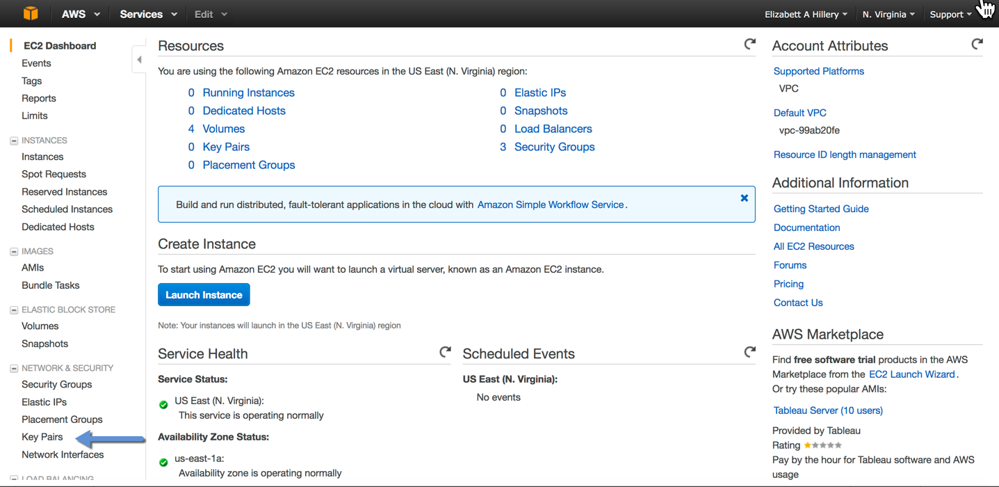 AWS Services Edit Elizabett A Hillery N. Virginia Support
EC2 Dashboard
Events
Tags
Reports
Limits
INSTANCES
Instances
Spot Requests
Reserved Instances
Scheduled Instances
Dedicated Hosts
IMAGES
AMIs
Bundle Tasks
ELASTIC BLOCK STORE
Volumes
Snapshots
NETWORK & SECURITY
Security Groups
Elastic IPs
Placement Groups
Key Pairs
Network Interfaces
LOAD BALANCING
Resources
You are using the following Amazon EC2 resources in the US East (N. Virginia) region:
0 Running Instances
0 Dedicated Hosts
4 Volumes
0 Key Pairs
0 Placement Groups
0 Elastic IPs
0 Snapshots
0 Load Balancers
3 Security Groups
Build and run distributed, fault-tolerant applications in the cloud with Amazon Simple Workflow Service.
Create Instance
To start using Amazon EC2 you will want to launch a virtual server, known as an Amazon EC2 instance.
Launch Instance
Note: Your instances will launch in the US East (N. Virginia) region
Service Health
Service Status:
US East (N. Virginia):
This service is operating normally
Availability Zone Status:
us-east-1a:
Availability zone is operating normally
Scheduled Events
US East (N. Virginia):
No events
Account Attributes
Supported Platforms
VPC
Default VPC
vpc-99ab20fe
Resource ID length management
Additional Information
Getting Started Guide
Documentation
All EC2 Resources
Forums
Pricing
Contact Us
AWS Marketplace
Find free software trial products in the AWS
Marketplace from the EC2 Launch Wizard.
Or try these popular AMIs:
Tableau Server (10 users)
Provided by Tableau
Rating
Pay by the hour for Tableau software and AWS
usage